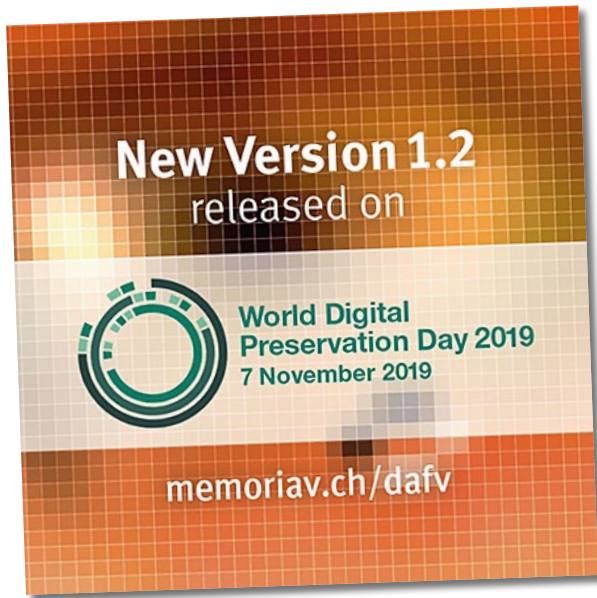 New Version 1.2
released on
World Digital
Preservation Day 2019
7 November 2019
memoriav.ch/dafv